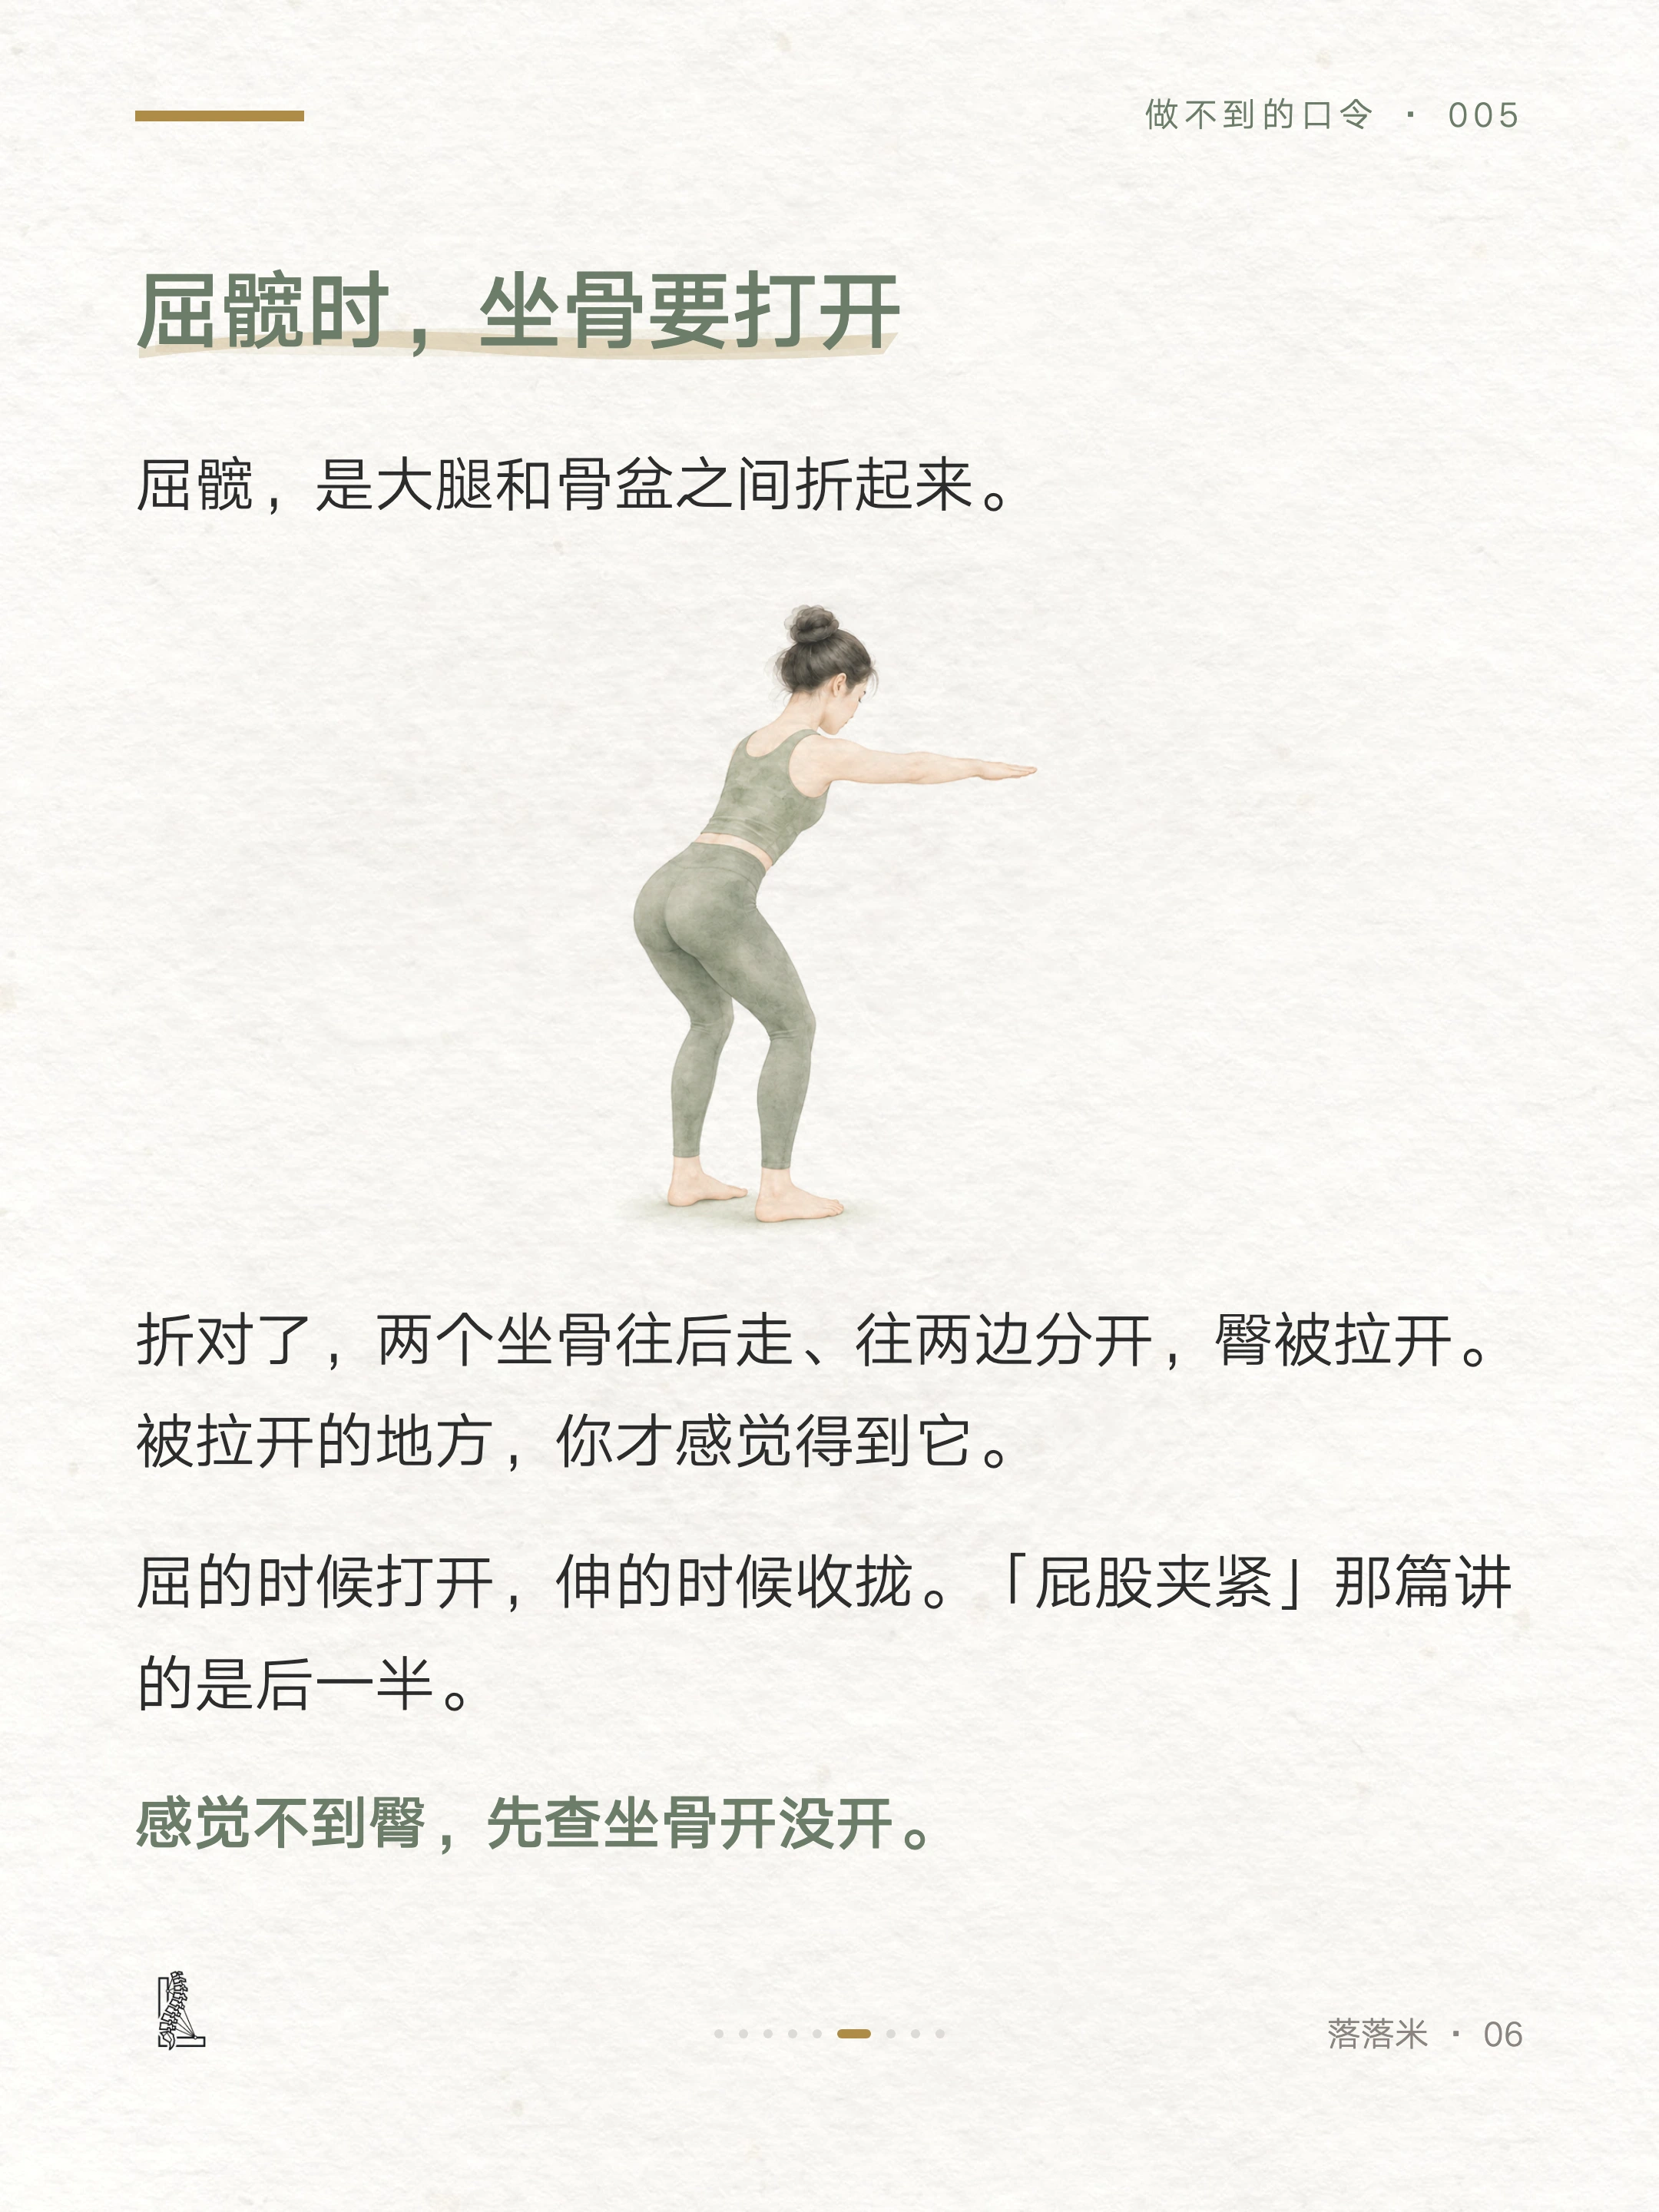 做不到的口令 · 005
屈髋时，坐骨要打开
屈髋，是大腿和骨盆之间折起来。
折对了，两个坐骨往后走、往两边分开，臀被拉开。
被拉开的地方，你才感觉得到它。
屈的时候打开，伸的时候收拢。「屁股夹紧」那篇讲
的是后一半。
感觉不到臀，先查坐骨开没开。
落落米 · 06